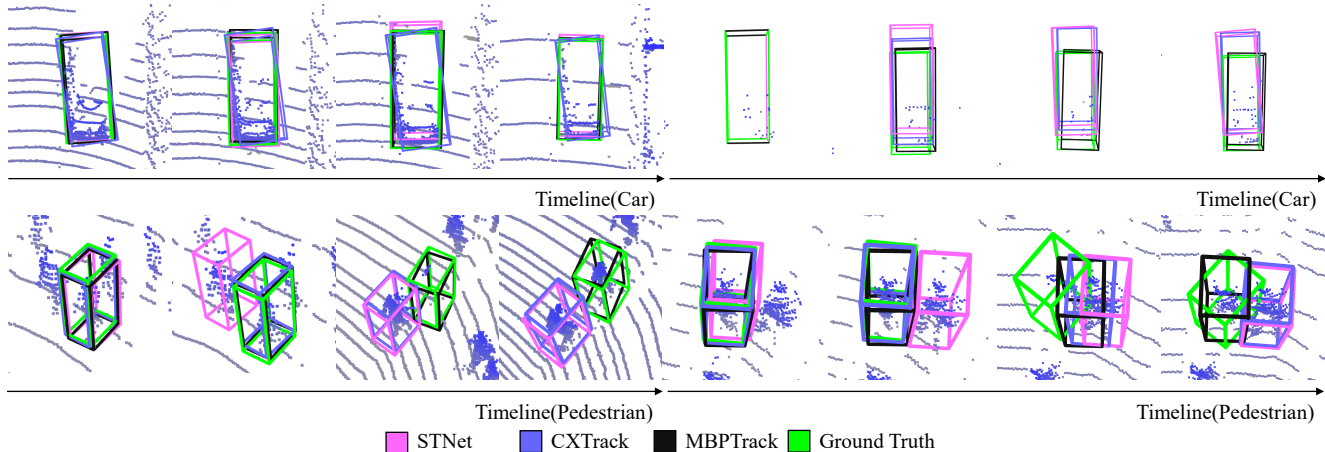 Timeline(Car) Timeline(Car)
Timeline(Pedestrian) Timeline(Pedestrian)
STNet CXTrack MBPTrack Ground Truth